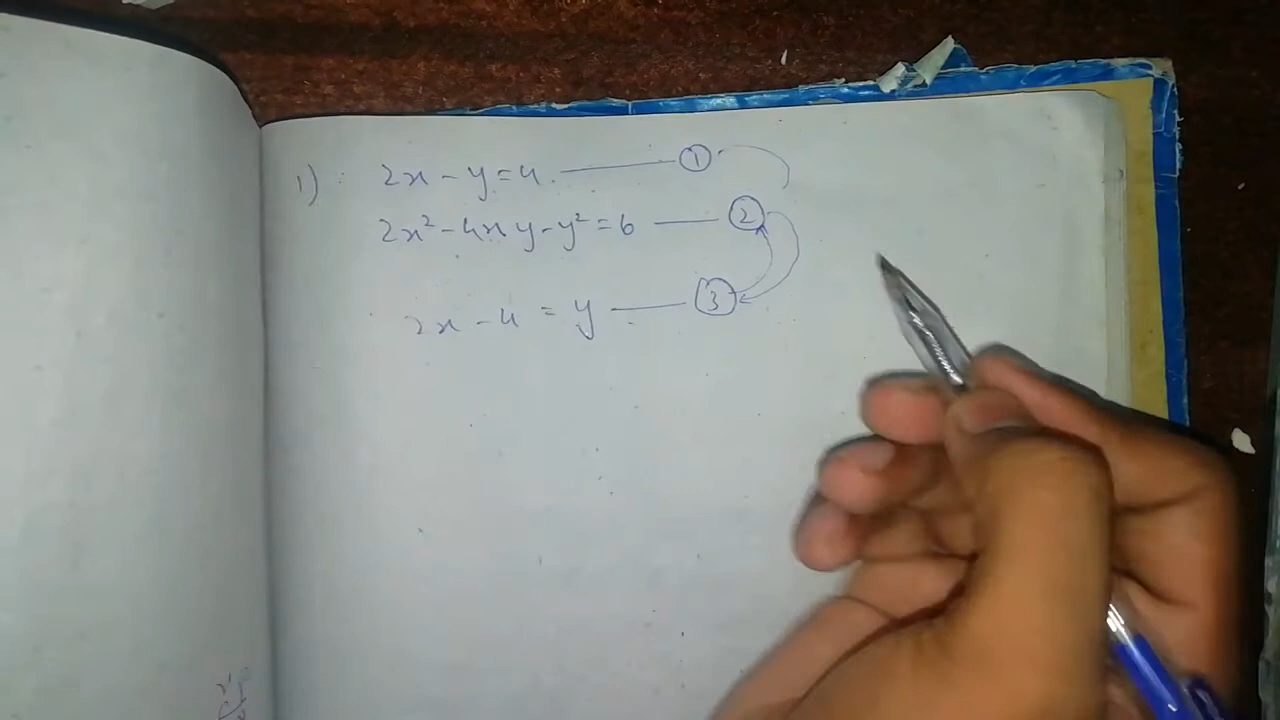 1) 2x - y = 4 ——— ①
2x² - 4xy - y² = 6 ——— ②
2x - 4 = y ——— ③